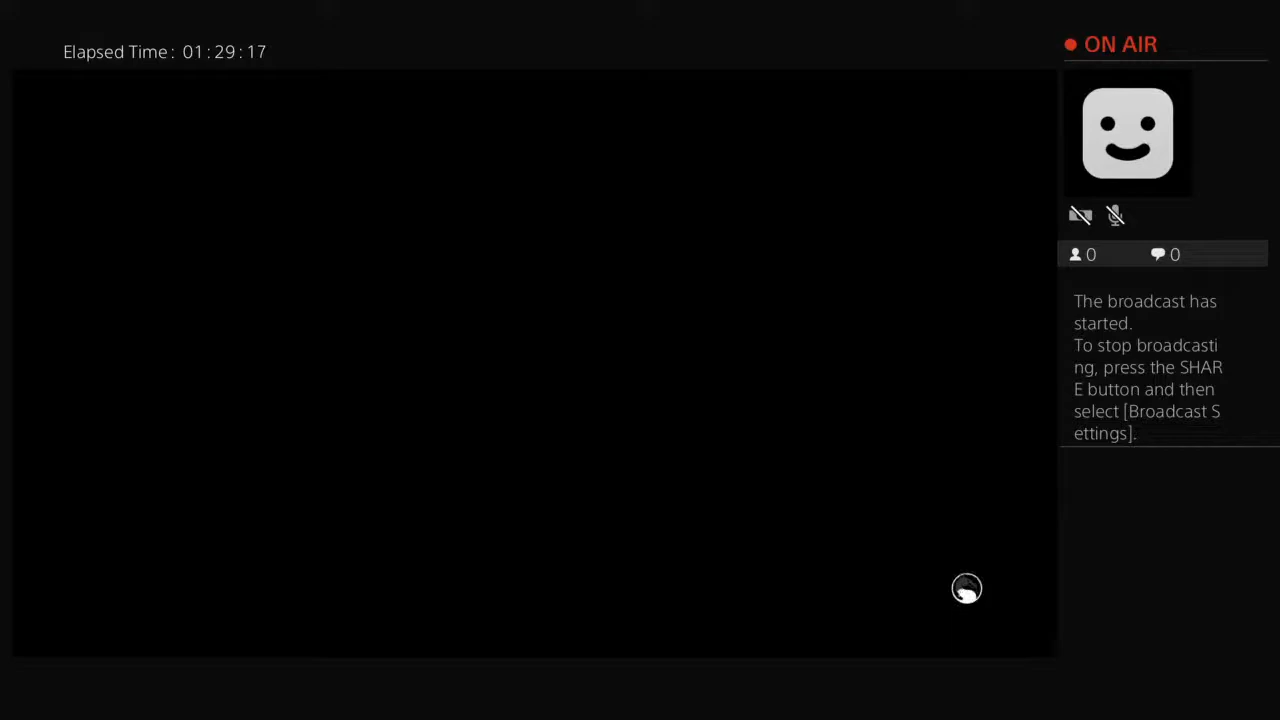 Elapsed Time: 01:29:17
ON AIR
0 0
The broadcast has
started.
To stop broadcasti
ng, press the SHAR
E button and then
select [Broadcast S
ettings].